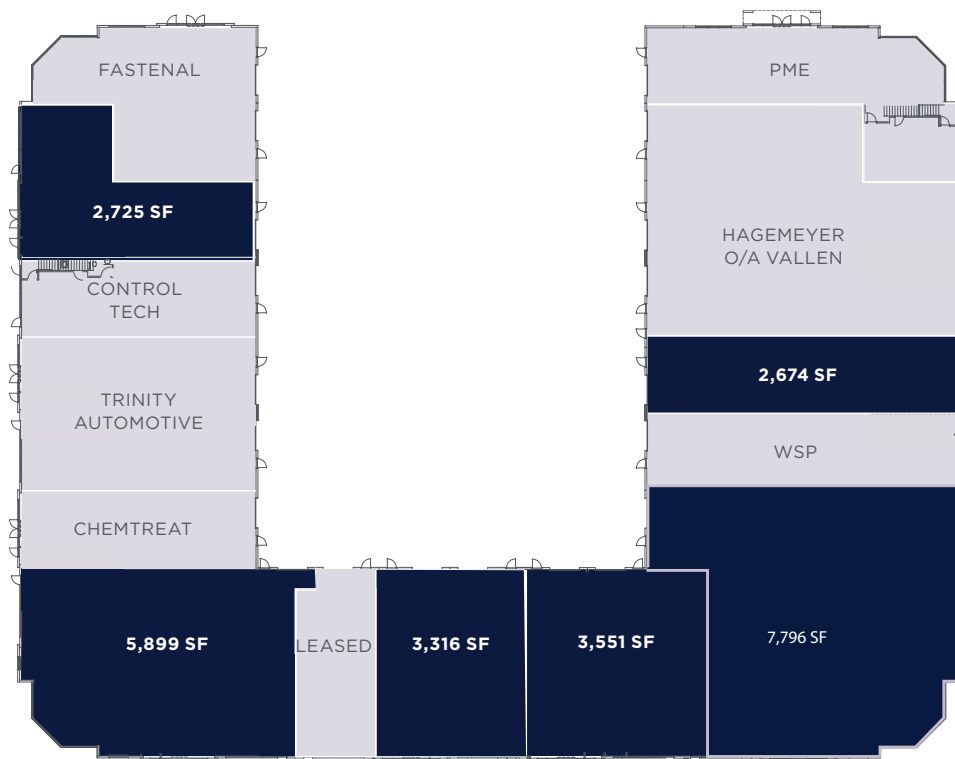 FASTENAL
PME
2,725 SF
HAGEMEYER
O/A VALLEN
CONTROL
TECH
2,674 SF
TRINITY
AUTOMOTIVE
WSP
CHEMTREAT
5,899 SF
LEASED
3,316 SF
3,551 SF
7,796 SF